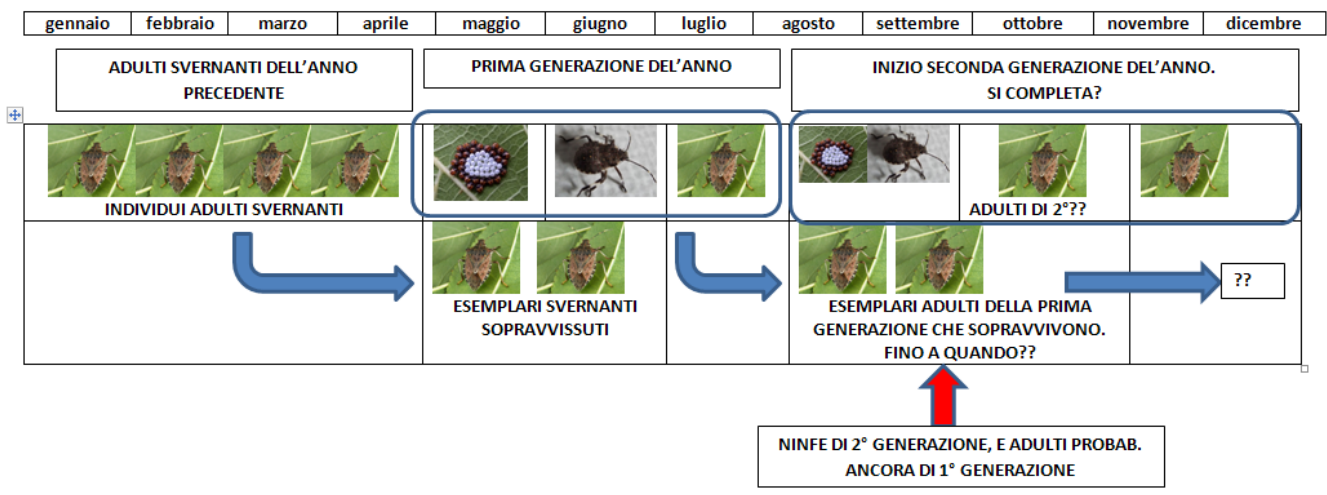 gennaio febbraio marzo aprile maggio giugno luglio agosto settembre ottobre novembre dicembre
ADULTI SVERNANTI DELL'ANNO
PRECEDENTE
PRIMA GENERAZIONE DEL'ANNO
INIZIO SECONDA GENERAZIONE DEL'ANNO.
SI COMPLETA?
INDIVIDUI ADULTI SVERNANTI
ADULTI DI 2°??
ESEMPLARI SVERNANTI
SOPRAVVISSUTI
ESEMPLARI ADULTI DELLA PRIMA
GENERAZIONE CHE SOPRAVVIVONO.
FINO A QUANDO??
??
NINFE DI 2° GENERAZIONE, E ADULTI PROBAB.
ANCORA DI 1° GENERAZIONE